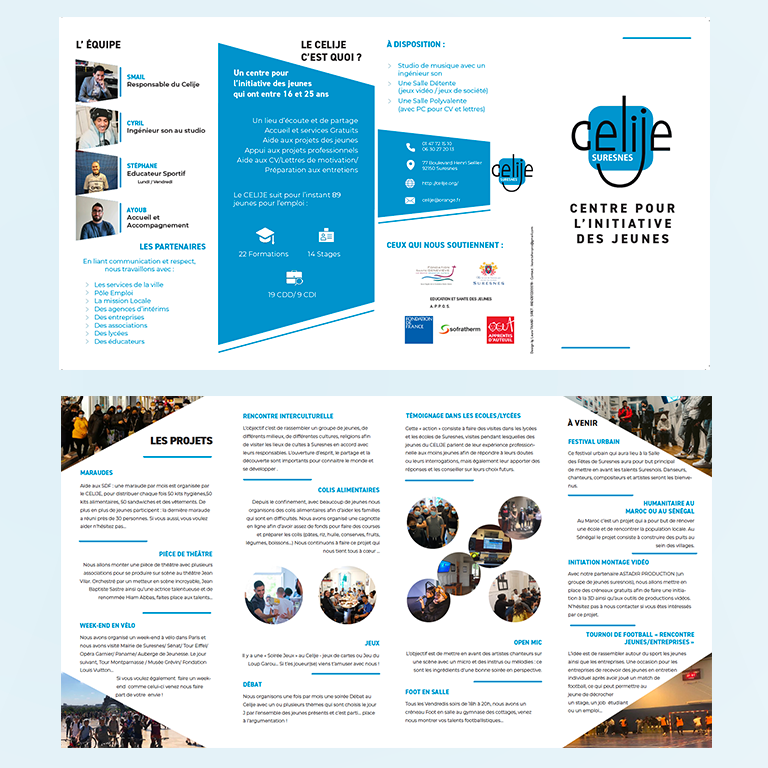 L' ÉQUIPE
SMAIL
Responsable du Celije
CYRIL
Ingénieur son au studio
STÉPHANE
Educateur Sportif
Lundi / Vendredi
AYOUB
Accueil et
Accompagnement
LES PARTENAIRES
En liant communication et respect,
nous travaillons avec :
Les services de la ville
Pôle Emploi
La mission Locale
Des agences d'intérims
Des entreprises
Des associations
Des lycées
Des éducateurs
LE CELIJE
C'EST QUOI ?
Un centre pour
l'initiative des jeunes
qui ont entre 16 et 25 ans
Un lieu d'écoute et de partage
Accueil et services Gratuits
Aide aux projets des jeunes
Appui aux projets professionnels
Aide aux CV/Lettres de motivation/
Préparation aux entretiens
Le CELIJE suit pour l'instant 89
jeunes pour l'emploi :
22 Formations
14 Stages
19 CDD/ 9 CDI
À DISPOSITION :
Studio de musique avec un
ingénieur son
Une Salle Détente
(jeux vidéo / jeux de société)
Une Salle Polyvalente
(avec PC pour CV et lettres)
01 47 72 15 10
06 30 27 20 13
77 Boulevard Henri Sellier
92150 Suresnes
http://celije.org/
celije@orange.fr
celije
SURESNES
CEUX QUI NOUS SOUTIENNENT :
SURESNES
EDUCATION ET SANTE DES JEUNES
A.P.P.O.S.
FONDATION
DE
FRANCE
sofratherm
APPRENTIS
D'AUTEUIL
celije
SURESNES
CENTRE POUR
L'INITIATIVE
DES JEUNES
LES PROJETS
MARAUDES
Aide aux SDF : une maraude par mois est organisée par
le CELIJE, pour distribuer chaque fois 50 kits hygiènes,50
kits alimentaires, 60 sandwiches et des vêtements. De
plus en plus de jeunes participent : la dernière maraude
a réuni près de 30 personnes. Si vous aussi, vous voulez
aider n'hésitez pas...
PIÈCE DE THÉÂTRE
Nous allons monter une pièce de théâtre avec plusieurs
associations pour se produire sur scène au théâtre Jean
Vilar. Orchestré par un metteur en scène incroyable, Jean
Baptiste Sastre ainsi qu'une actrice talentueuse et de
renommée Hiam Abbas, faites place aux talents...
WEEK-END EN VÉLO
Nous avons organisé un week-end à vélo dans Paris et
nous avons visité Mairie de Suresnes/ Sénat/ Tour Eiffel/
Opéra Garnier/ Paname/ Auberge de Jeunesse. Le jour
suivant, Tour Montparnasse / Musée Grévin/ Fondation
Louis Vuitton...
Si vous voulez également faire un week-
end comme celui-ci venez nous faire
part de votre envie !
RENCONTRE INTERCULTURELLE
L'objectif c'est de rassembler un groupe de jeunes, de
différents milieux, de différentes cultures, religions afin
de visiter les lieux de cultes à Suresnes en accord avec
leurs responsables. L'ouverture d'esprit, le partage et la
découverte sont importants pour connaître le monde et
se développer .
COLIS ALIMENTAIRES
Depuis le confinement, avec beaucoup de jeunes nous
organisons des colis alimentaires afin d'aider les familles
qui sont en difficultés. Nous avons organisé une cagnotte
en ligne afin d'avoir assez de fonds pour faire des courses
et préparer les colis (pâtes, riz, huile, conserves, fruits,
légumes, boissons...) Nous continuons à faire ce projet qui
nous tient tous à cœur ...
JEUX
Il y a une « Soirée Jeux » au Celije : jeux de cartes ou Jeu du
Loup Garou.. Si t'es joueur(se) viens t'amuser avec nous !
DÉBAT
Nous organisons une fois par mois une soirée Débat au
Celije avec un ou plusieurs thèmes qui sont choisis le jour
J par l'ensemble des jeunes présents et c'est parti... place
à l'argumentation !
TÉMOIGNAGE DANS LES ECOLES/LYCÉES
Cette « action » consiste à faire des visites dans les lycées
et les écoles de Suresnes, visites pendant lesquelles des
jeunes du CELIJE parlent de leur expérience profession-
nelle aux moins jeunes afin de répondre à leurs doutes
ou leurs interrogations, mais également leur apporter des
réponses et les conseiller sur leurs choix futurs.
OPEN MIC
L'objectif est de mettre en avant des artistes chanteurs sur
une scène avec un micro et des instrus ou mélodies : ce
sont les ingrédients d'une bonne soirée en perspective.
FOOT EN SALLE
Tous les Vendredis soirs de 18h à 20h, nous avons un
créneau Foot en salle au gymnase des cottages, venez
nous montrer vos talents footballistiques...
À VENIR
FESTIVAL URBAIN
Ce festival urbain qui aura lieu à la Salle
des Fêtes de Suresnes aura pour but principal
de mettre en avant les talents Suresnois. Danseurs,
chanteurs, compositeurs et artistes seront les bienve-
nus.
HUMANITAIRE AU
MAROC OU AU SÉNÉGAL
Au Maroc c'est un projet qui a pour but de rénover
une école et de rencontrer la population locale. Au
Sénégal le projet consiste à construire des puits au
sein des villages.
INITIATION MONTAGE VIDÉO
Avec notre partenaire ASTADIR PRODUCTION (un
groupe de jeunes suresnois), nous allons mettre en
place des créneaux gratuits afin de faire une initia-
tion à la 3D ainsi qu'aux outils de productions vidéos.
N'hésitez pas à nous contacter si vous êtes intéressés
par ce projet.
TOURNOI DE FOOTBALL « RENCONTRE
JEUNES/ENTREPRISES »
L'idée est de rassembler autour du sport les jeunes
ainsi que les entreprises. Une occasion pour les
entreprises de recevoir des jeunes en entretien
individuel après avoir joué un match de
football, ce qui peut permettre au
jeune de décrocher
un stage, un job étudiant
ou un emploi...